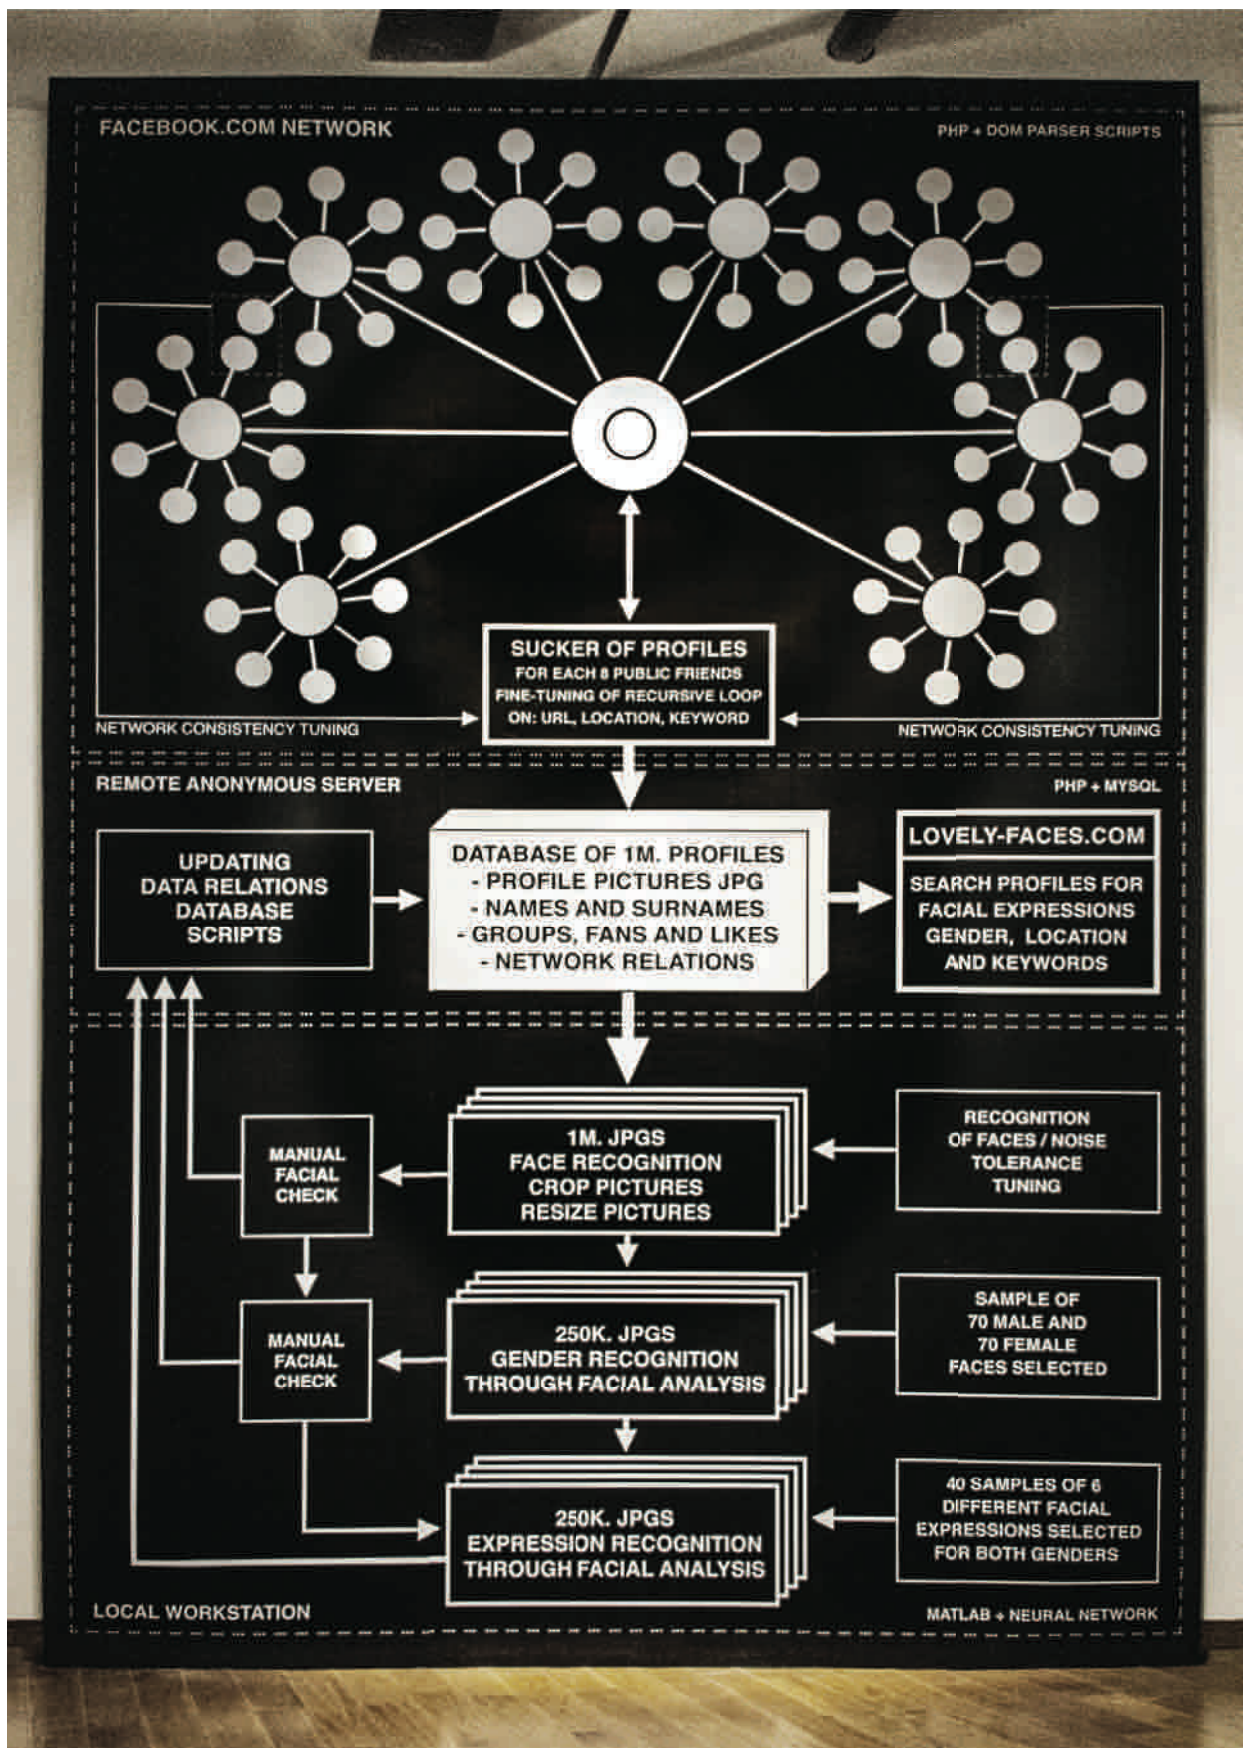 FACEBOOK.COM NETWORK
PHP + DOM PARSER SCRIPTS
SUCKER OF PROFILES
FOR EACH 8 PUBLIC FRIENDS
FINE-TUNING OF RECURSIVE LOOP
ON: URL, LOCATION, KEYWORD
NETWORK CONSISTENCY TUNING
NETWORK CONSISTENCY TUNING
REMOTE ANONYMOUS SERVER
PHP + MYSQL
UPDATING
DATA RELATIONS
DATABASE
SCRIPTS
DATABASE OF 1M. PROFILES
- PROFILE PICTURES JPG
- NAMES AND SURNAMES
- GROUPS, FANS AND LIKES
- NETWORK RELATIONS
LOVELY-FACES.COM
SEARCH PROFILES FOR
FACIAL EXPRESSIONS
GENDER, LOCATION
AND KEYWORDS
MANUAL
FACIAL
CHECK
1M. JPGS
FACE RECOGNITION
CROP PICTURES
RESIZE PICTURES
RECOGNITION
OF FACES / NOISE
TOLERANCE
TUNING
MANUAL
FACIAL
CHECK
250K. JPGS
GENDER RECOGNITION
THROUGH FACIAL ANALYSIS
SAMPLE OF
70 MALE AND
70 FEMALE
FACES SELECTED
250K. JPGS
EXPRESSION RECOGNITION
THROUGH FACIAL ANALYSIS
40 SAMPLES OF 6
DIFFERENT FACIAL
EXPRESSIONS SELECTED
FOR BOTH GENDERS
LOCAL WORKSTATION
MATLAB + NEURAL NETWORK